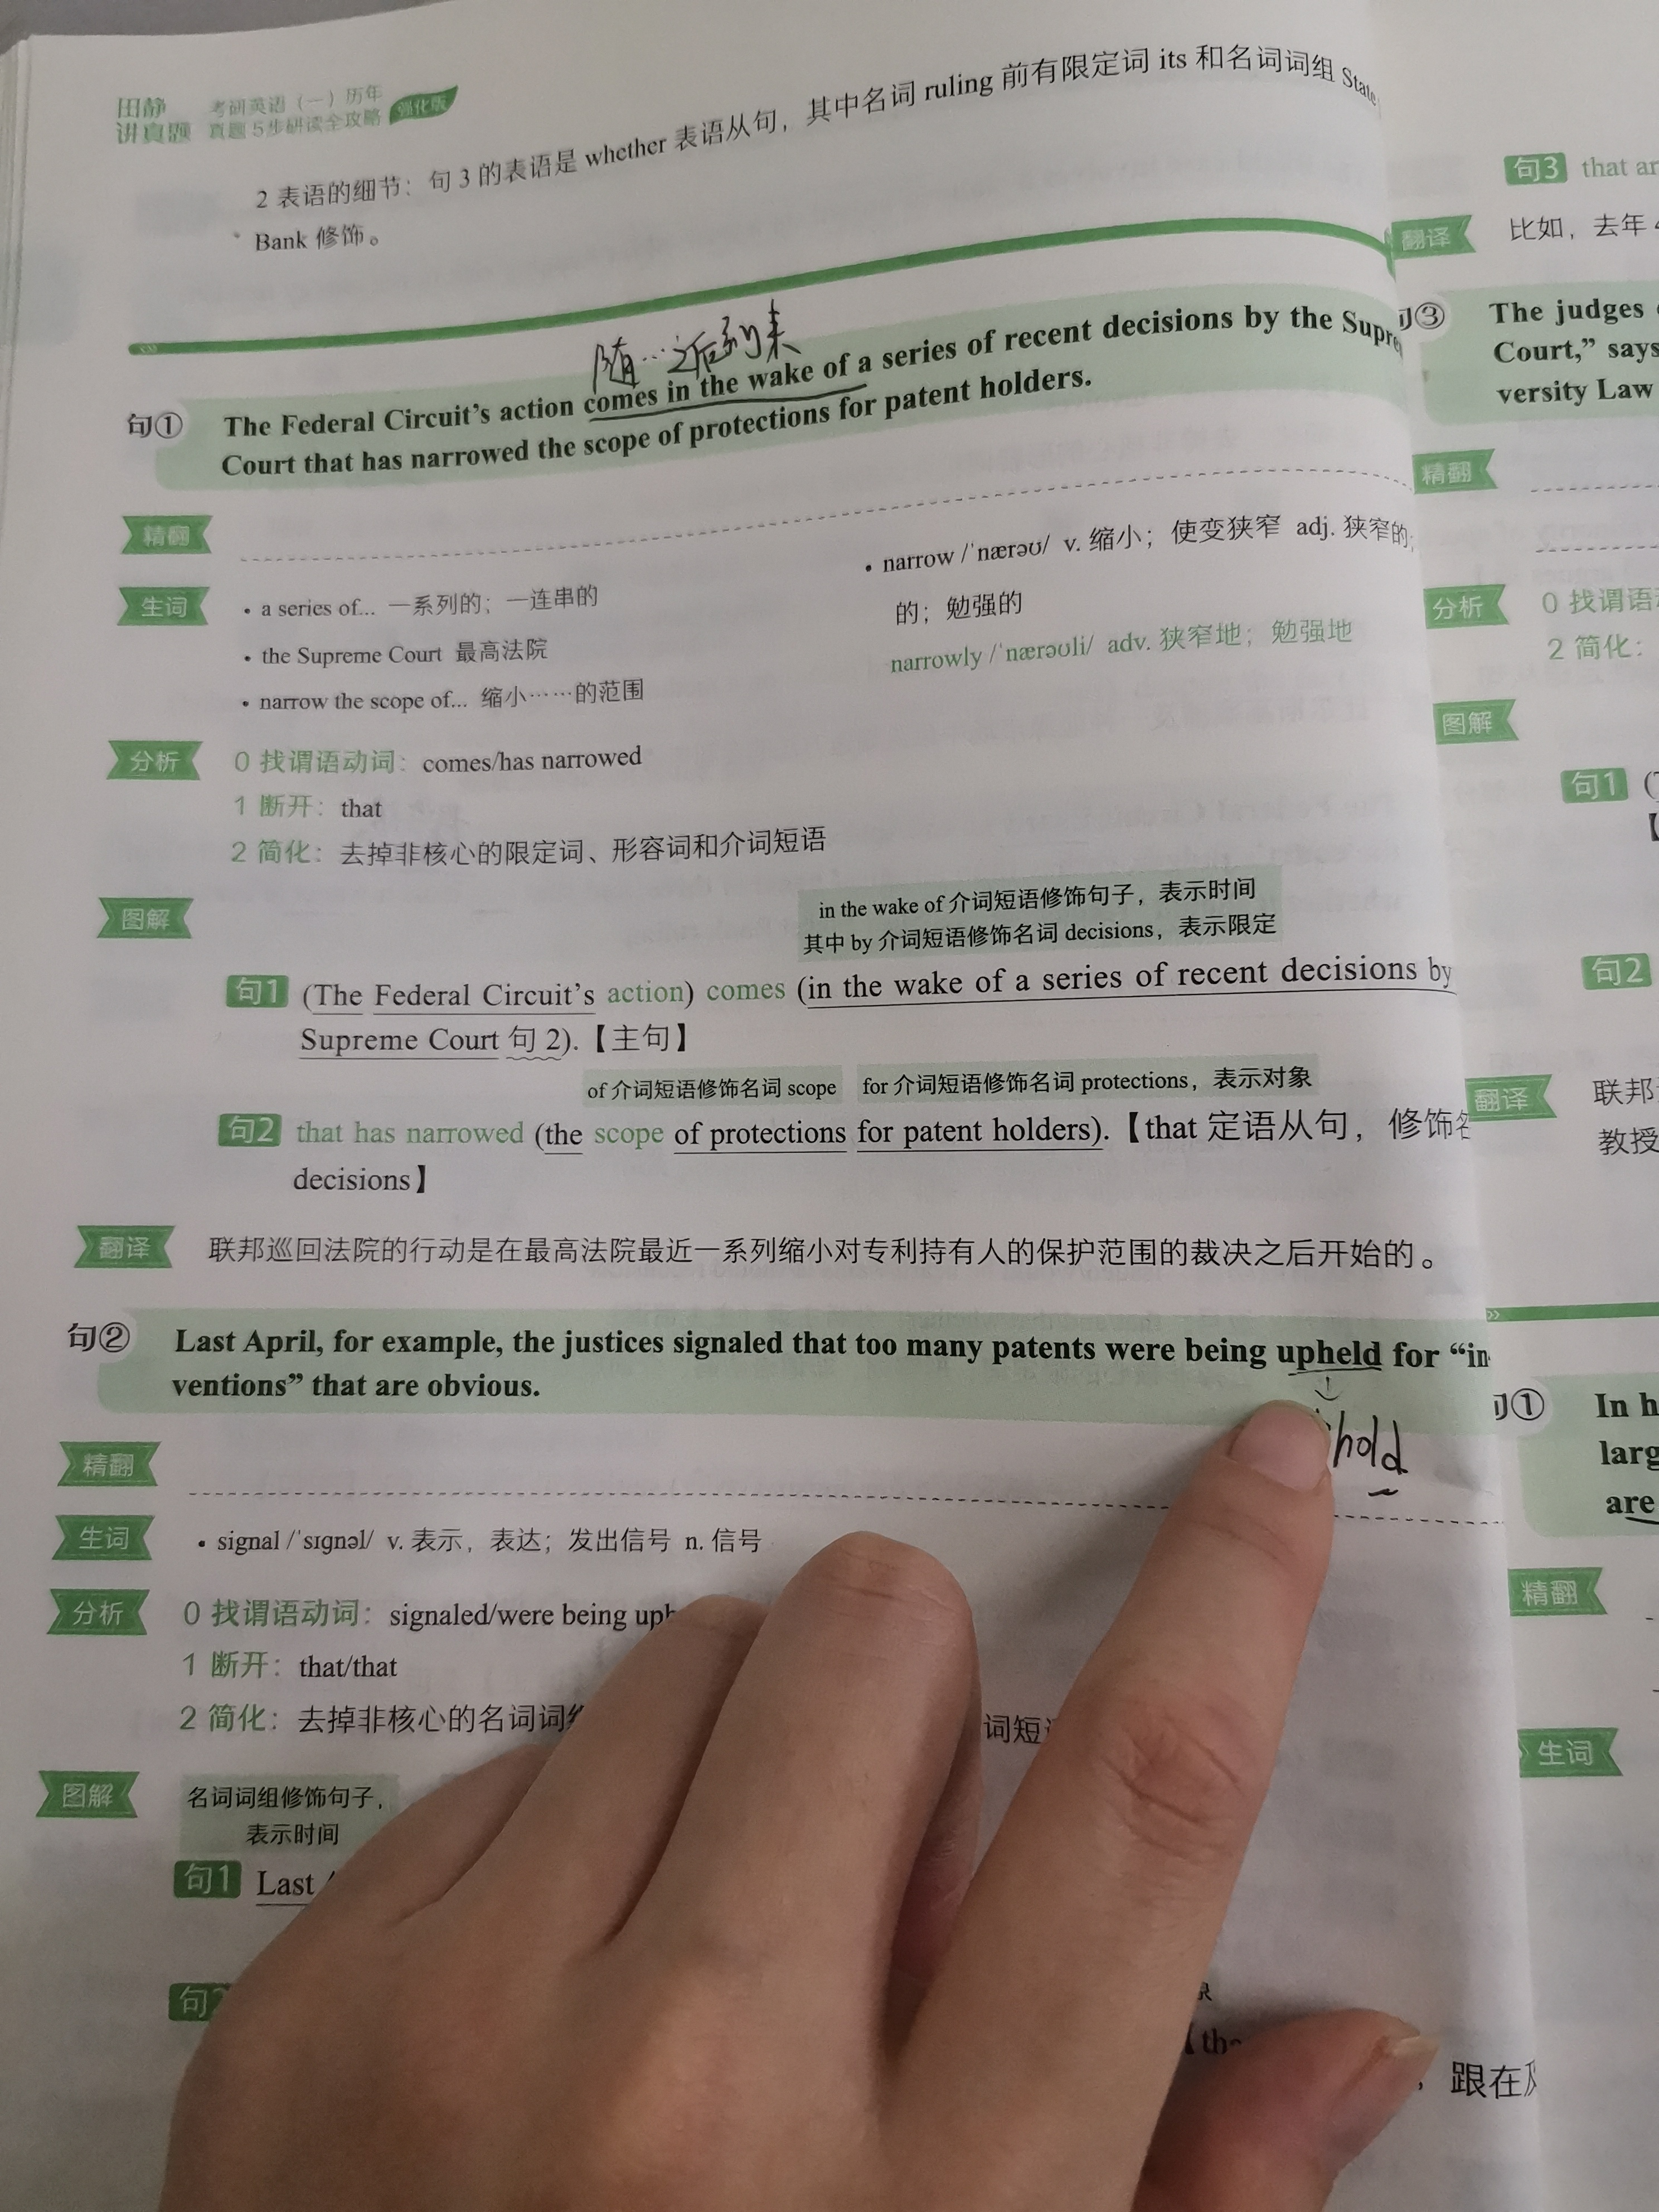 田静
讲真题
考研英语（一）历年
真题5步研读全攻略
强化版
2 表语的细节：句 3 的表语是 whether 表语从句，其中名词 ruling 前有限定词 its 和名词词组 State
Bank 修饰。
随…之后到来
句① The Federal Circuit’s action comes in the wake of a series of recent decisions by the Supre
Court that has narrowed the scope of protections for patent holders.
精翻
生词
• a series of... 一系列的；一连串的
• the Supreme Court 最高法院
• narrow the scope of... 缩小……的范围
• narrow /ˈnærəʊ/ v. 缩小；使变狭窄 adj. 狭窄的;
的；勉强的
narrowly /ˈnærəʊli/ adv. 狭窄地；勉强地
分析 0 找谓语动词：comes/has narrowed
1 断开：that
2 简化：去掉非核心的限定词、形容词和介词短语
图解
in the wake of 介词短语修饰句子，表示时间
其中 by 介词短语修饰名词 decisions，表示限定
句1 (The Federal Circuit’s action) comes (in the wake of a series of recent decisions by
Supreme Court 句 2).【主句】
of 介词短语修饰名词 scope for 介词短语修饰名词 protections，表示对象
句2 that has narrowed (the scope of protections for patent holders).【that 定语从句，修饰
decisions】
翻译 联邦巡回法院的行动是在最高法院最近一系列缩小对专利持有人的保护范围的裁决之后开始的。
句② Last April, for example, the justices signaled that too many patents were being upheld for “in
ventions” that are obvious.
hold
精翻
生词 • signal /ˈsɪɡnəl/ v. 表示，表达；发出信号 n. 信号
分析 0 找谓语动词：signaled/were being uph
1 断开：that/that
2 简化：去掉非核心的名词词 词短
图解
名词词组修饰句子，
表示时间
句1 Last
句2
，跟在
句3 that ar
翻译 比如，去年 4
句③ The judges
Court,” says
versity Law
精翻
分析 0 找谓语
2 简化：
图解
句1
句2
翻译 联邦
教授
句① In h
larg
are
精翻
生词